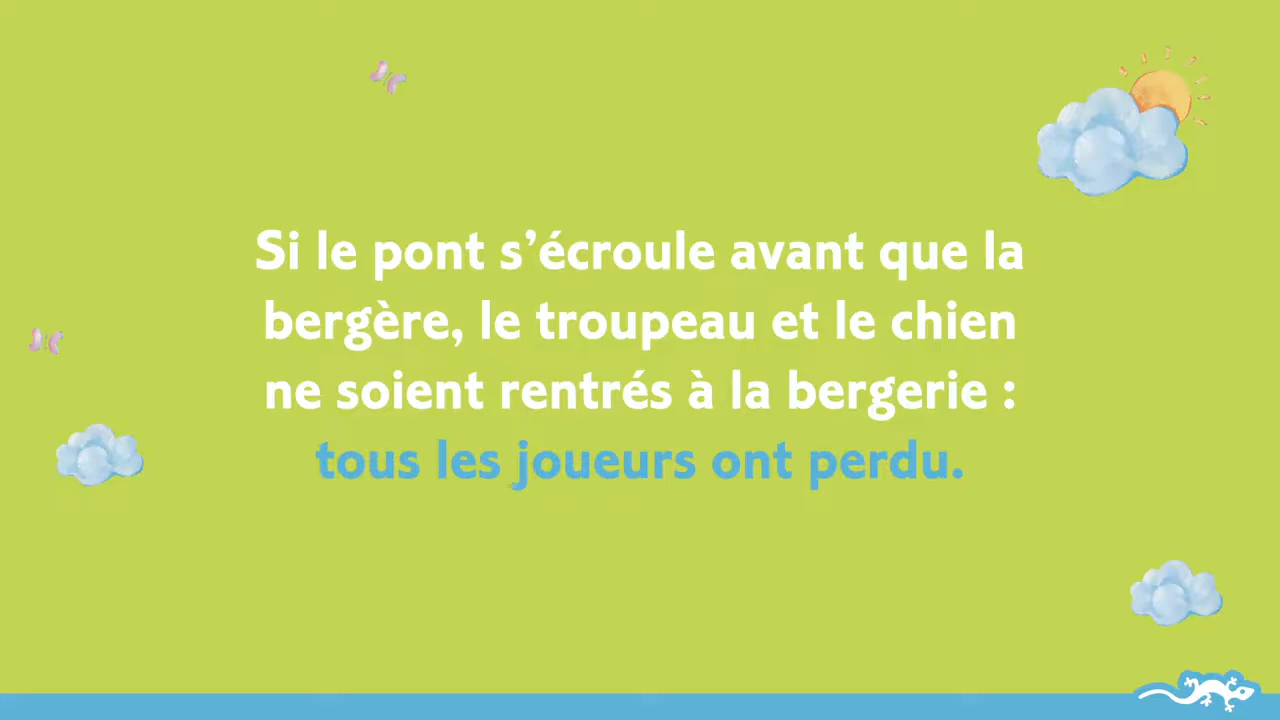 Si le pont s’écroule avant que la
bergère, le troupeau et le chien
ne soient rentrés à la bergerie :
tous les joueurs ont perdu.